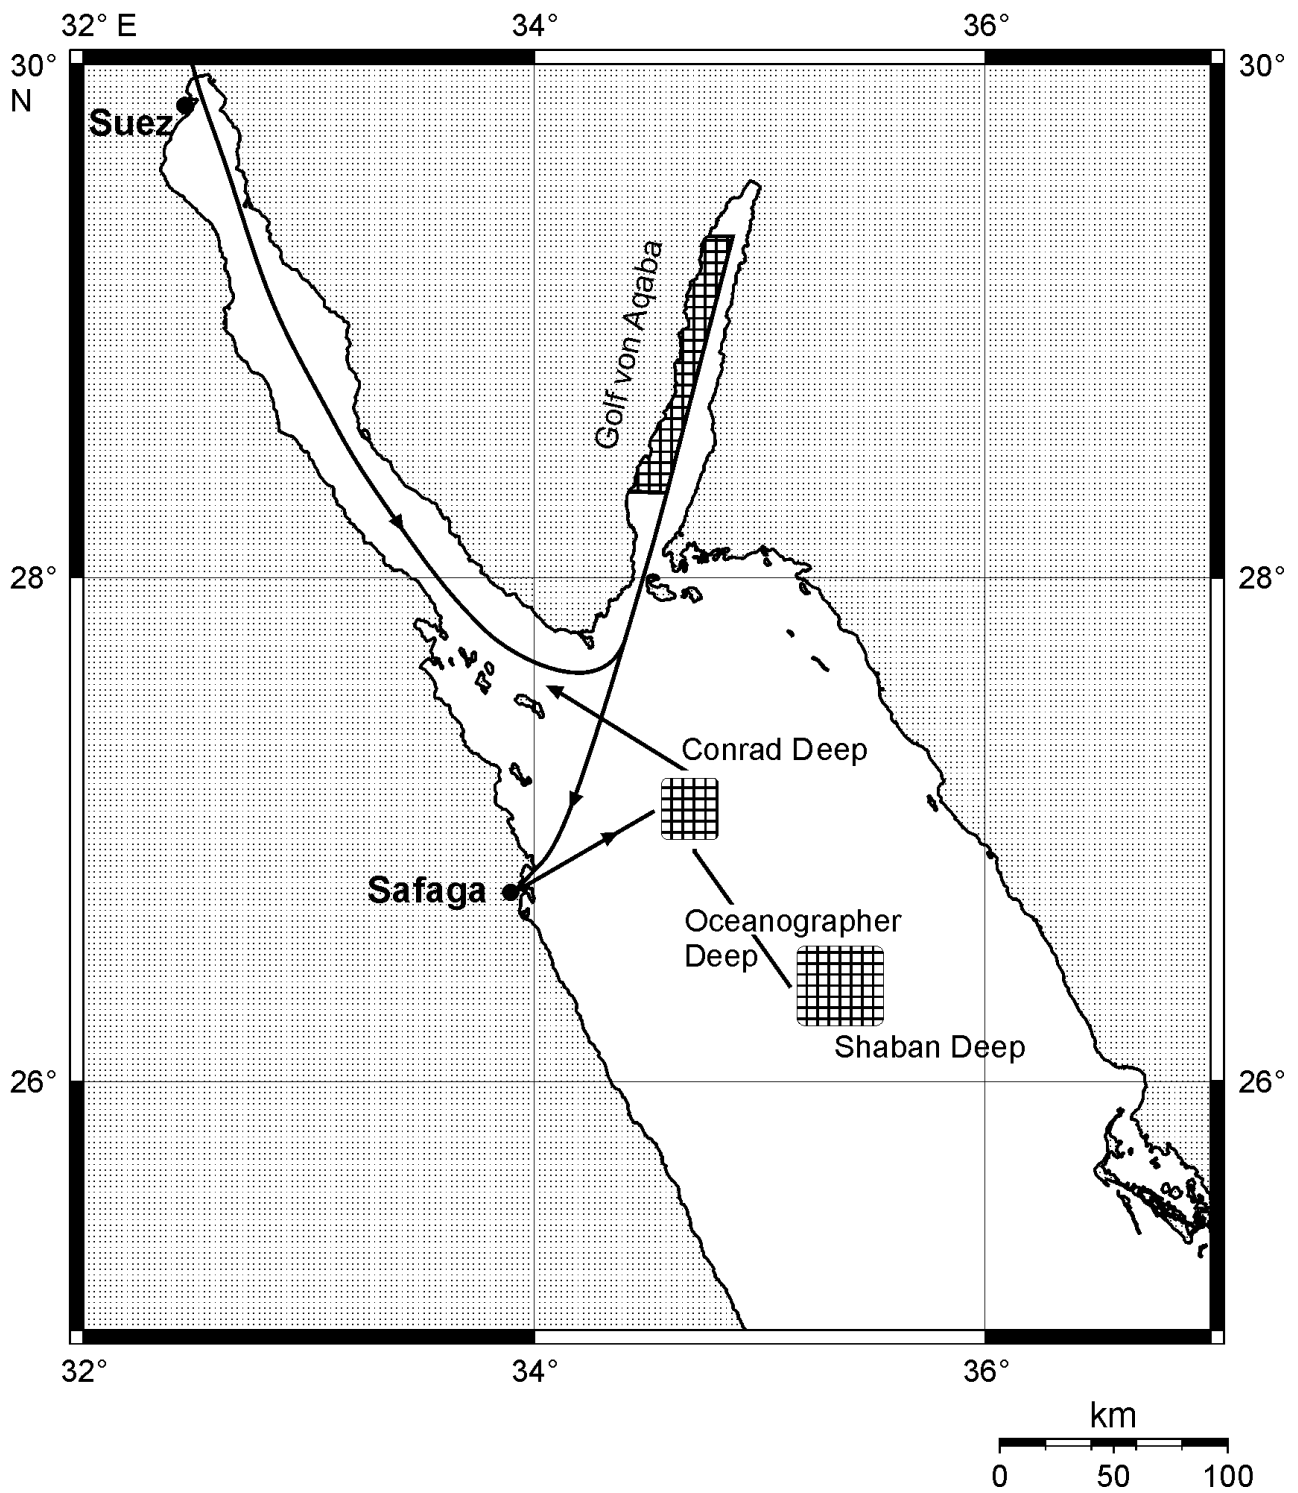 32° E 34° 36°
30° 30°
N
Suez
Golf von Aqaba
28° 28°
Conrad Deep
Safaga
Oceanographer
Deep
Shaban Deep
26° 26°
32° 34° 36°
km
0 50 100